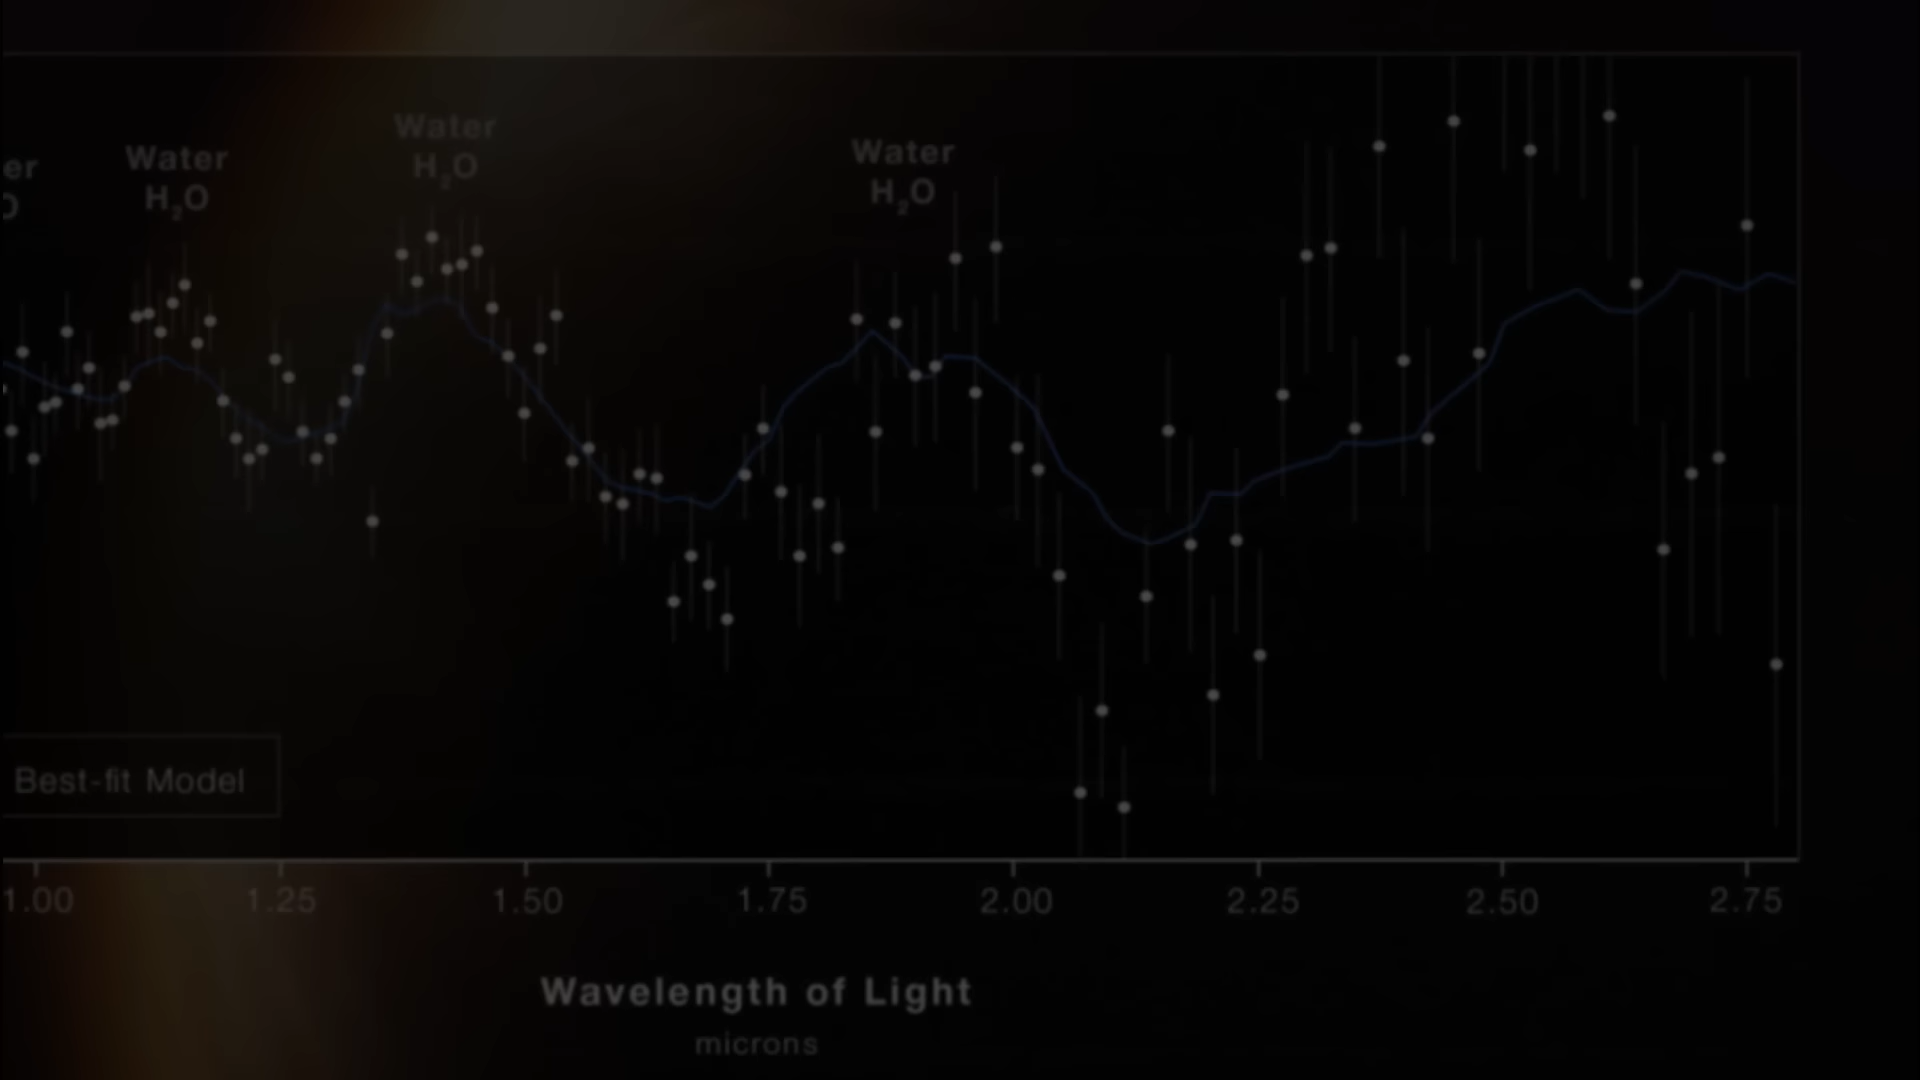 Water
H₂O
Water
H₂O
Water
H₂O
er
O
Best-fit Model
1.00
1.25
1.50
1.75
2.00
2.25
2.50
2.75
Wavelength of Light
microns